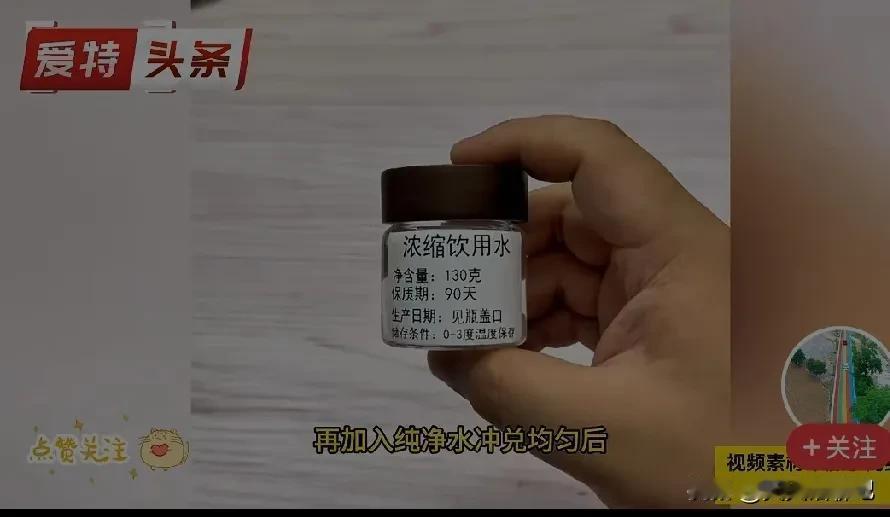 爱特头条
浓缩饮用水
净含量：130克
保质期：90天
生产日期：见瓶盖口
储存条件：0-3度温度保存
再加入纯净水冲兑均匀后
点赞关注
+关注
视频素材